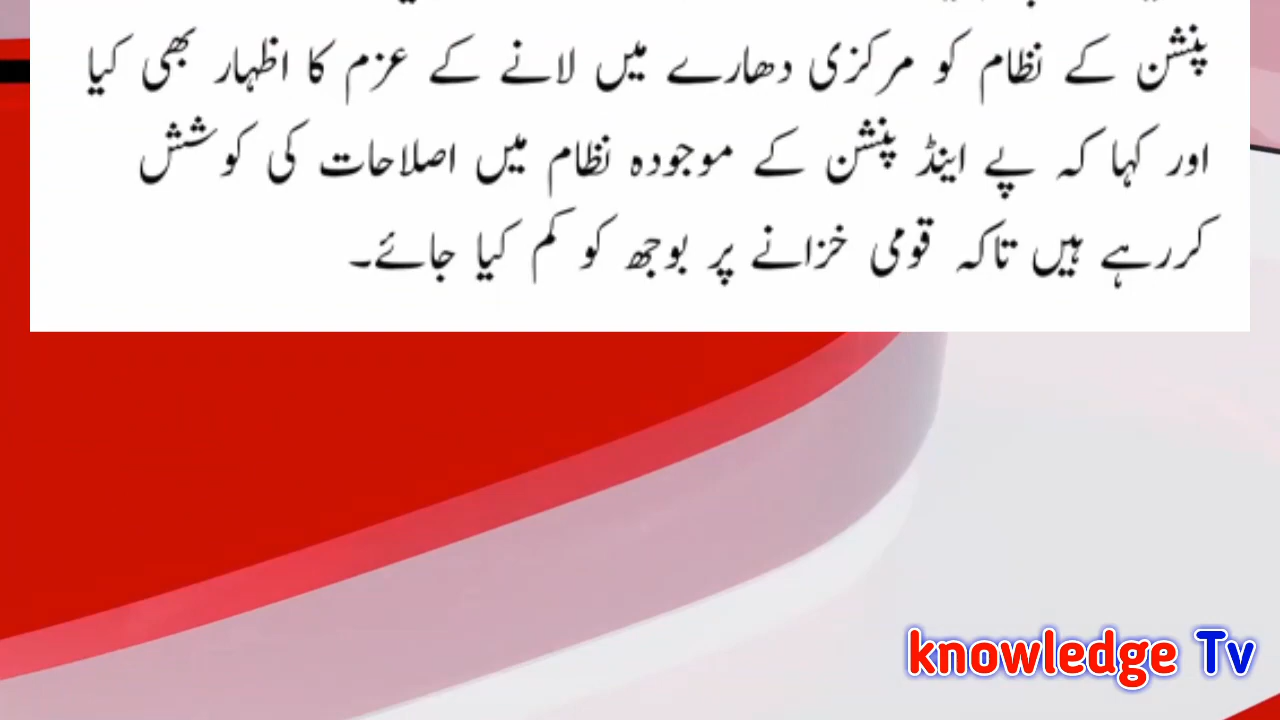 پنشن کے نظام کو مرکزی دھارے میں لانے کے عزم کا اظہار بھی کیا
اور کہا کہ پے اینڈ پنشن کے موجودہ نظام میں اصلاحات کی کوشش
کررہے ہیں تاکہ قومی خزانے پر بوجھ کو کم کیا جائے۔
knowledge Tv